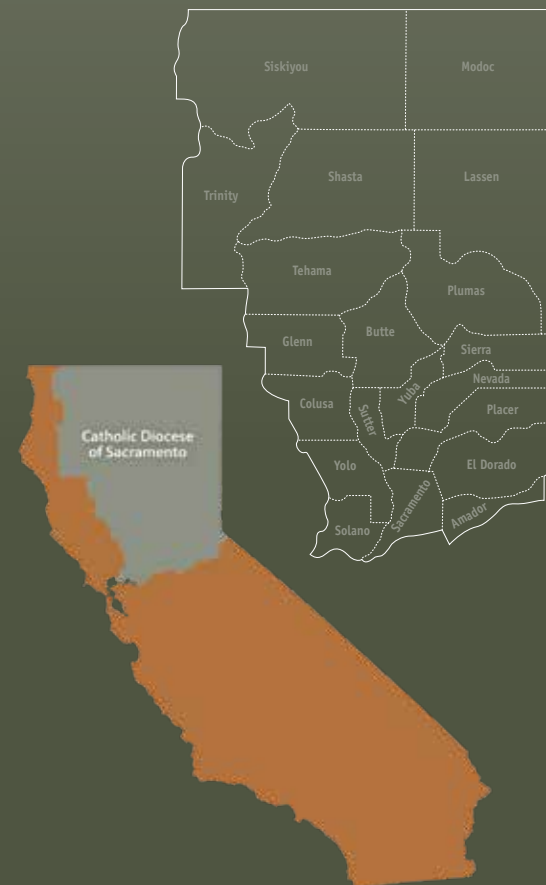 Siskiyou
Modoc
Trinity
Shasta
Lassen
Tehama
Plumas
Glenn
Butte
Sierra
Nevada
Colusa
Sutter
Yuba
Placer
Yolo
El Dorado
Sacramento
Amador
Solano
Catholic Diocese
of Sacramento